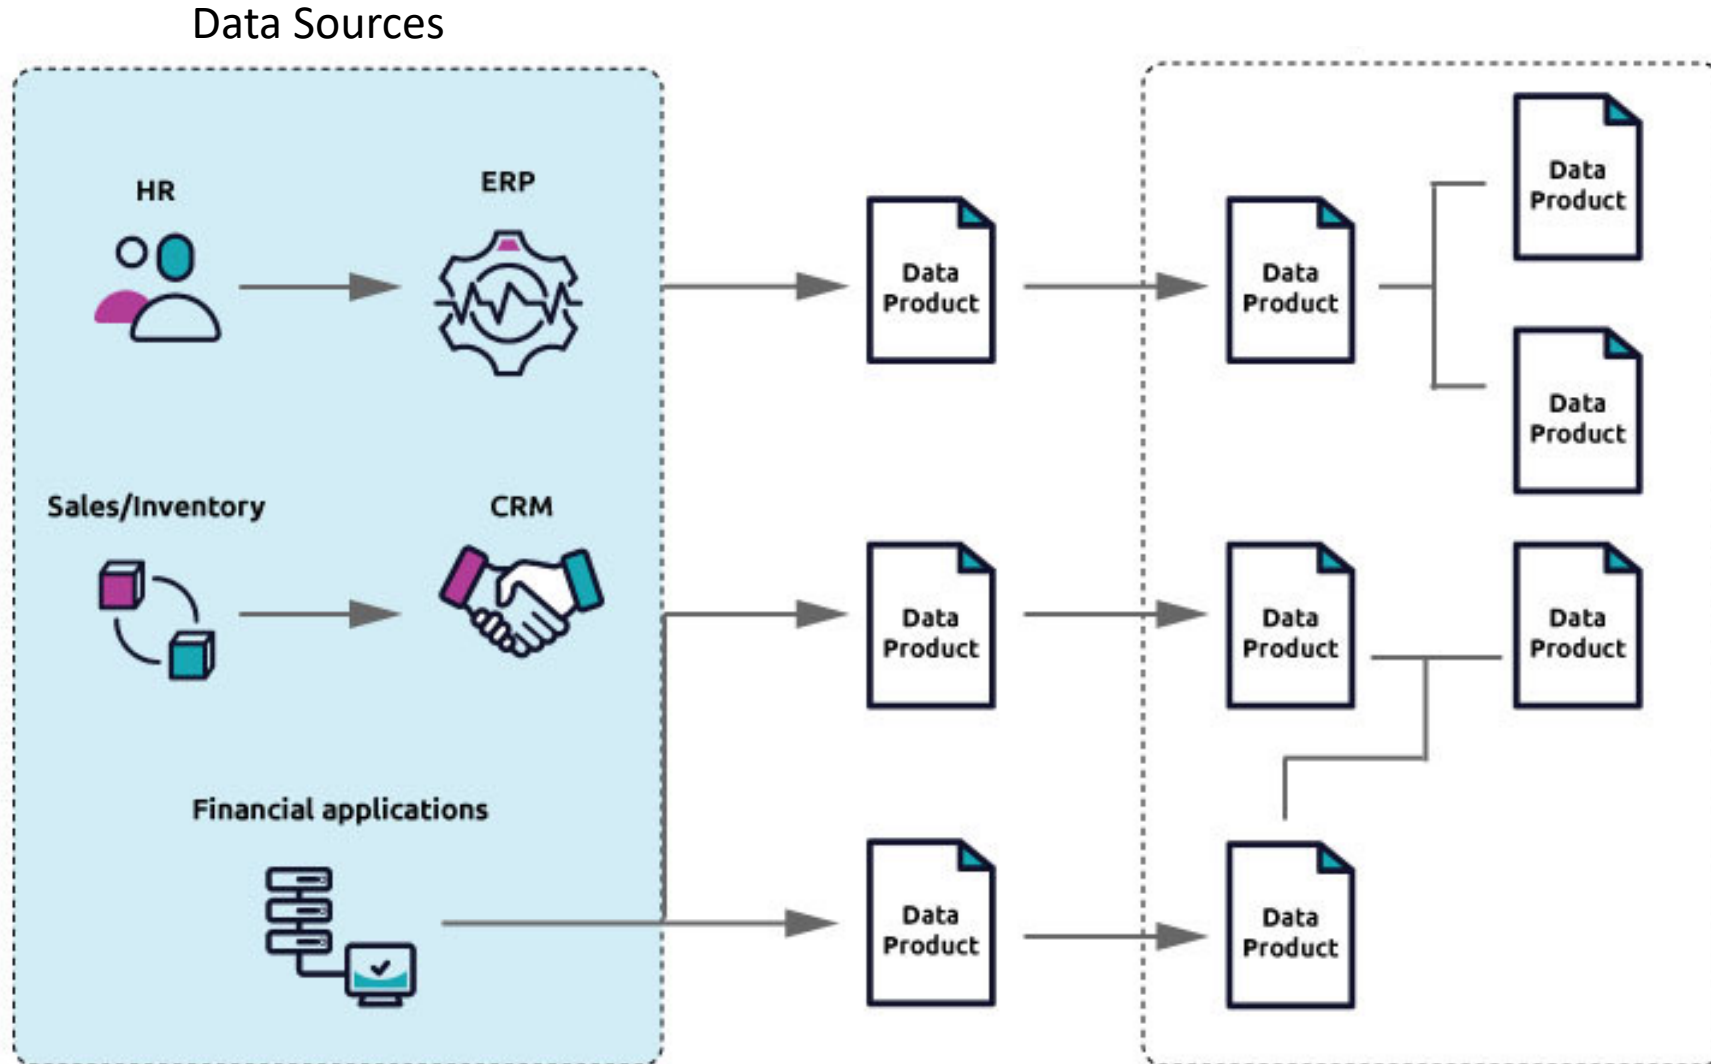 Data Sources
HR
ERP
Data
Product
Data
Product
Data
Product
Data
Product
Sales/Inventory
CRM
Data
Product
Data
Product
Data
Product
Financial applications
Data
Product
Data
Product